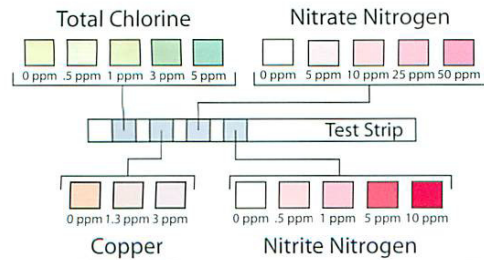 Total Chlorine
0 ppm .5 ppm 1 ppm 3 ppm 5 ppm
Nitrate Nitrogen
0 ppm 5 ppm 10 ppm 25 ppm 50 ppm
Test Strip
0 ppm 1.3 ppm 3 ppm
Copper
0 ppm .5 ppm 1 ppm 5 ppm 10 ppm
Nitrite Nitrogen